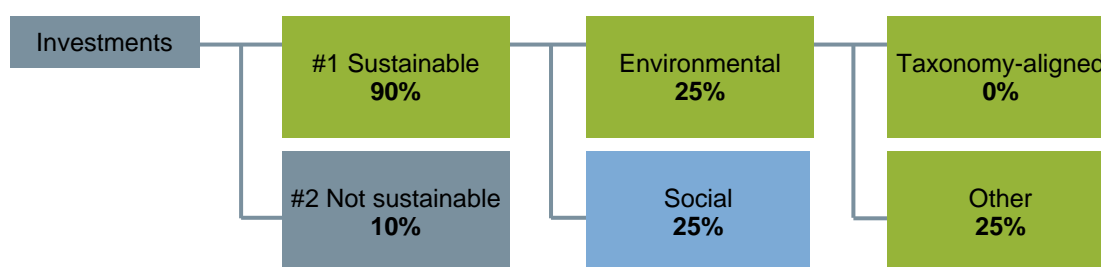 Investments
#1 Sustainable
90%
#2 Not sustainable
10%
Environmental
25%
Social
25%
Taxonomy-aligned
0%
Other
25%